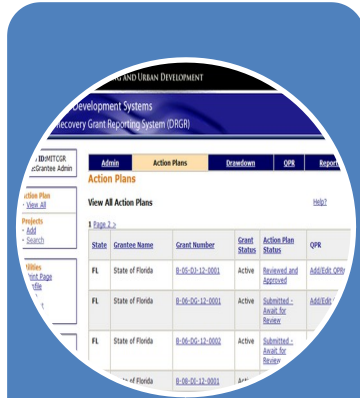 AND URBAN DEVELOPMENT
Development Systems
Recovery Grant Reporting System (DRGR)
ID: MITCGR
Grantee Admin
Admin Action Plans Drawdown QPR Report
Action Plans
View All Action Plans Help?
Action Plan
View All
Projects
Add
Search
Utilities
Print Page
1 Page 2 >
State Grantee Name Grant Number Grant Status Action Plan Status QPR
FL State of Florida B-05-DJ-12-0001 Active Reviewed and Approved Add/Edit QPR
FL State of Florida B-06-DG-12-0001 Active Submitted - Await for Review Add/Edit
FL State of Florida B-06-DG-12-0002 Active Submitted - Await for Review
State of Florida B-08-DI-12-0001